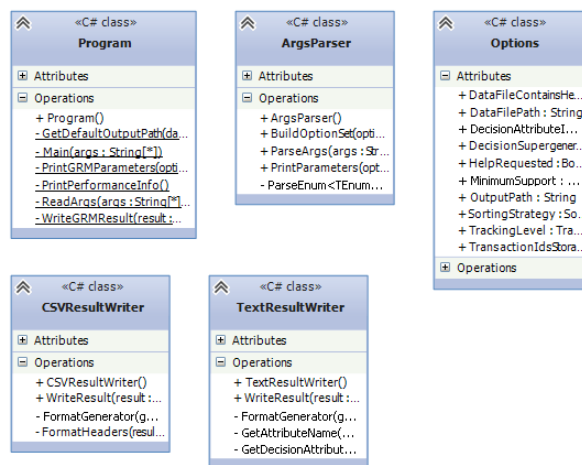 «C# class»
Program
Attributes
Operations
+ Program()
- GetDefaultOutputPath(da...
- Main(args : String[*])
- PrintGRMParameters(opti...
- PrintPerformanceInfo()
- ReadArgs(args : String[*]...
- WriteGRMResult(result :...
«C# class»
ArgsParser
Attributes
Operations
+ ArgsParser()
+ BuildOptionSet(opti...
+ ParseArgs(args : Str...
+ PrintParameters(opt...
- ParseEnum<TEnum...
«C# class»
Options
Attributes
+ DataFileContainsHe...
+ DataFilePath : String
+ DecisionAttributeI...
+ DecisionSupergener...
+ HelpRequested : Bo...
+ MinimumSupport : ...
+ OutputPath : String
+ SortingStrategy : So...
+ TrackingLevel : Tra...
+ TransactionIdsStora...
Operations
«C# class»
CSVResultWriter
Attributes
Operations
+ CSVResultWriter()
+ WriteResult(result :...
- FormatGenerator(g...
- FormatHeaders(resul...
«C# class»
TextResultWriter
Attributes
Operations
+ TextResultWriter()
+ WriteResult(result :...
- FormatGenerator(g...
- GetAttributeName(...
- GetDecisionAttribut...